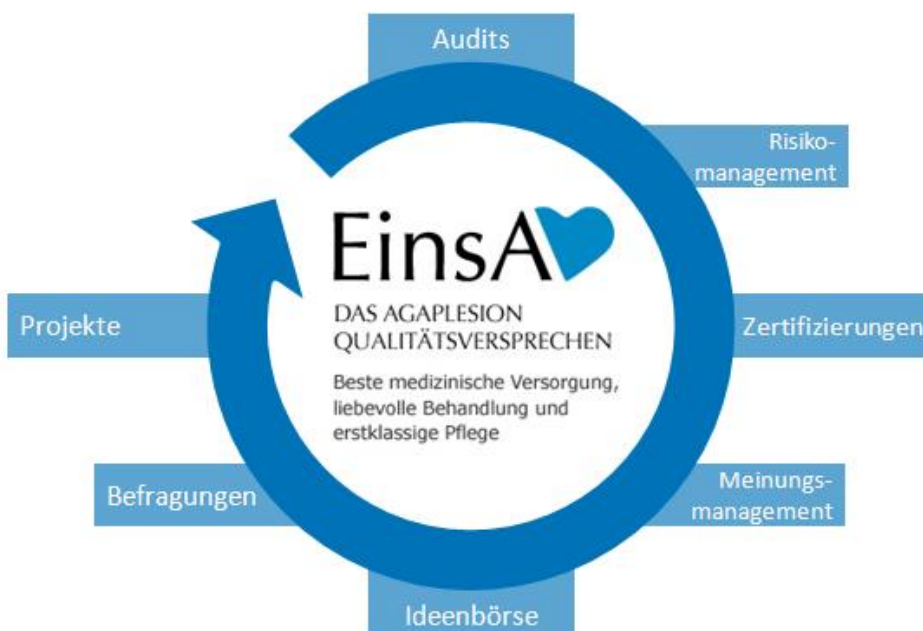 Audits
Risiko-
management
Zertifizierungen
Meinungs-
management
Ideenbörse
Befragungen
Projekte
EinsA
DAS AGAPLESION
QUALITÄTSVERSPRECHEN
Beste medizinische Versorgung,
liebevolle Behandlung und
erstklassige Pflege